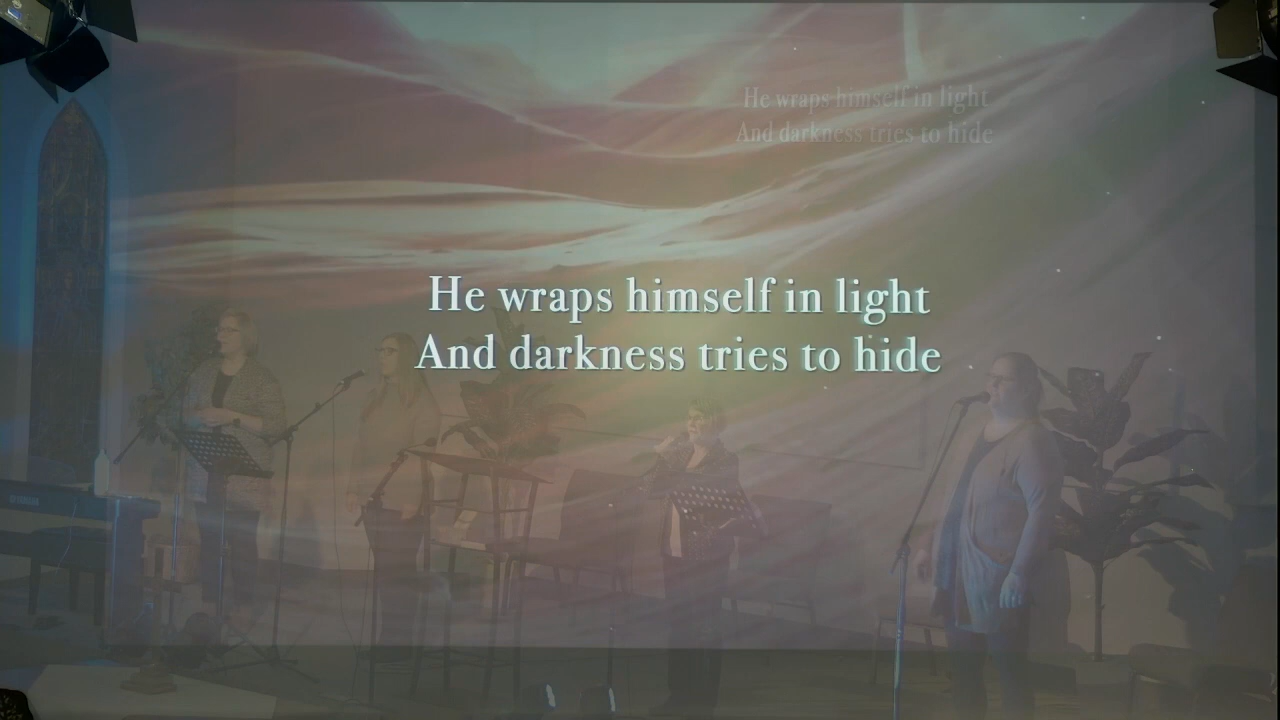 He wraps himself in light
And darkness tries to hide
He wraps himself in light
And darkness tries to hide